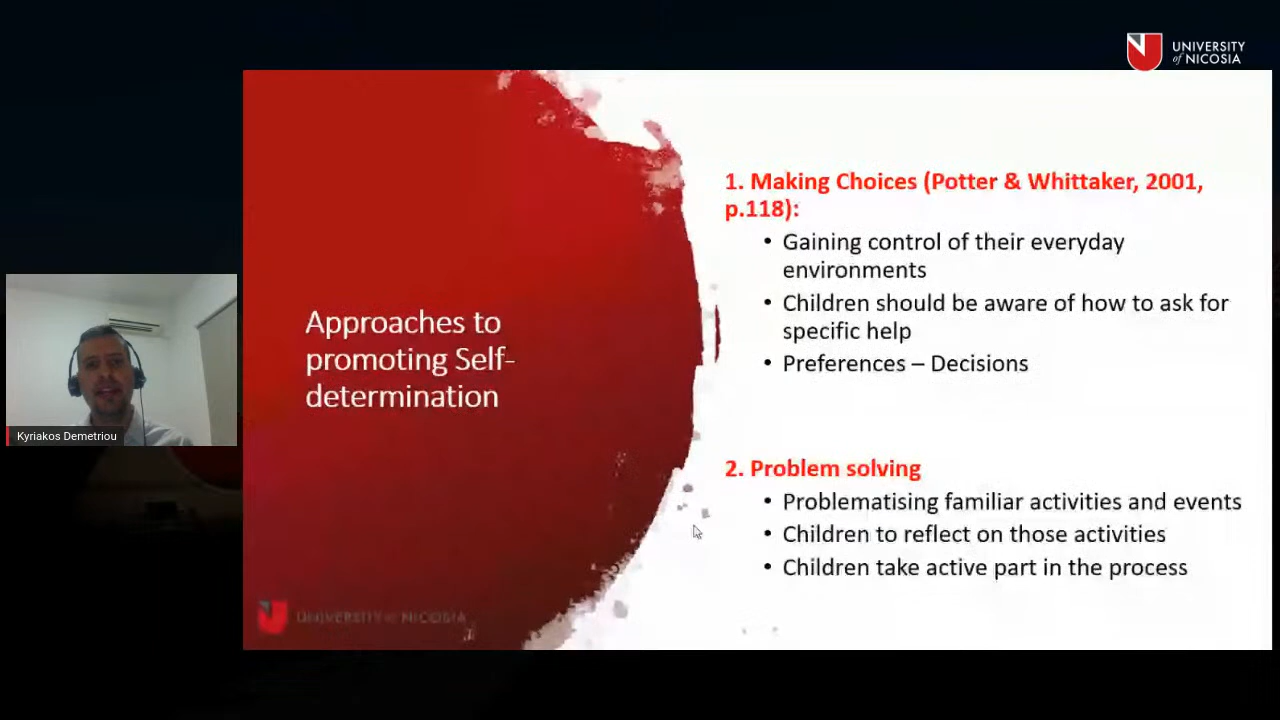 UNIVERSITY
of NICOSIA
Approaches to
promoting Self-
determination
1. Making Choices (Potter & Whittaker, 2001,
p.118):
• Gaining control of their everyday
environments
• Children should be aware of how to ask for
specific help
• Preferences – Decisions
2. Problem solving
• Problematising familiar activities and events
• Children to reflect on those activities
• Children take active part in the process
Kyriakos Demetriou
UNIVERSITY of NICOSIA